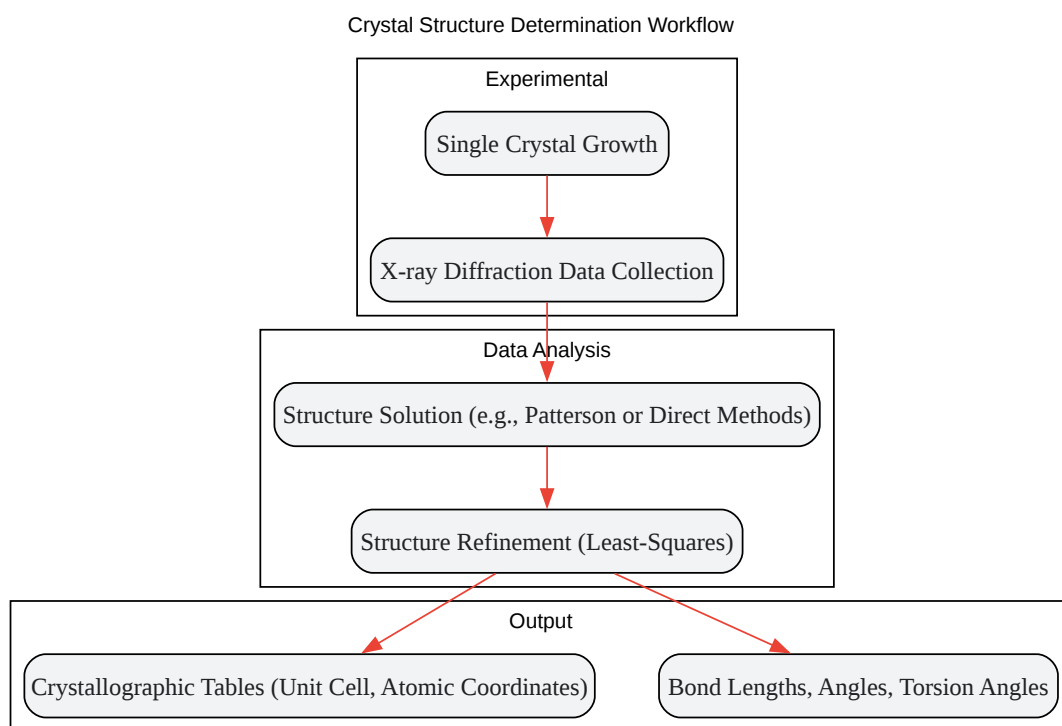 Crystal Structure Determination Workflow
Experimental
Single Crystal Growth
X-ray Diffraction Data Collection
Data Analysis
Structure Solution (e.g., Patterson or Direct Methods)
Structure Refinement (Least-Squares)
Output
Crystallographic Tables (Unit Cell, Atomic Coordinates)
Bond Lengths, Angles, Torsion Angles